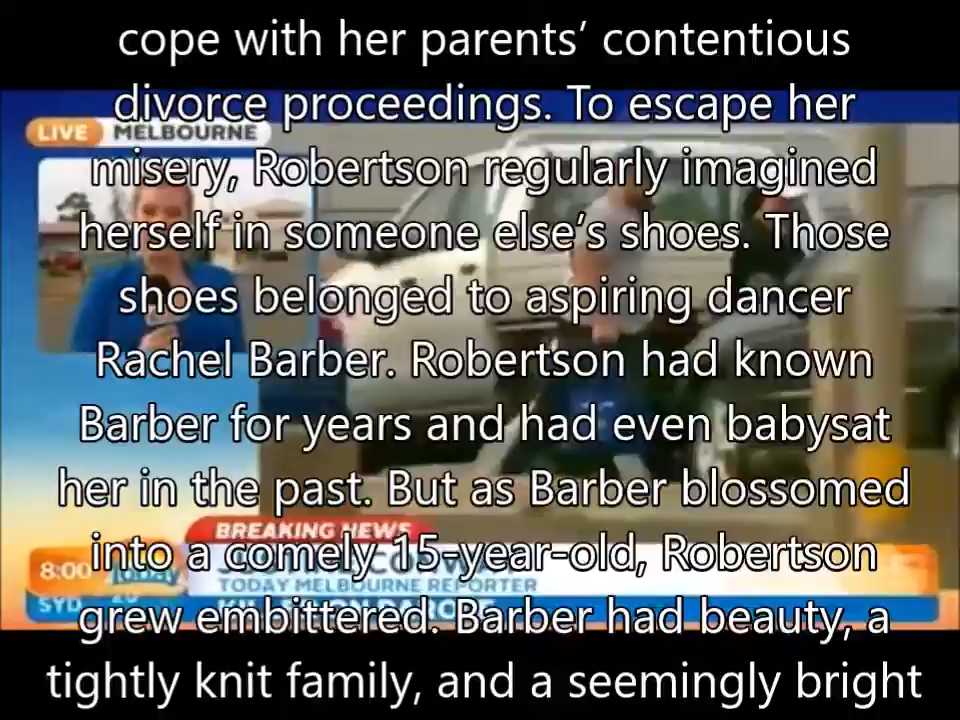 cope with her parents’ contentious
divorce proceedings. To escape her
LIVE MELBOURNE
misery, Robertson regularly imagined
herself in someone else’s shoes. Those
shoes belonged to aspiring dancer
Rachel Barber. Robertson had known
Barber for years and had even babysat
her in the past. But as Barber blossomed
BREAKING NEWS
into a comely 15-year-old, Robertson
8:00 Today
TODAY MELBOURNE REPORTER
SYD
grew embittered. Barber had beauty, a
tightly knit family, and a seemingly bright